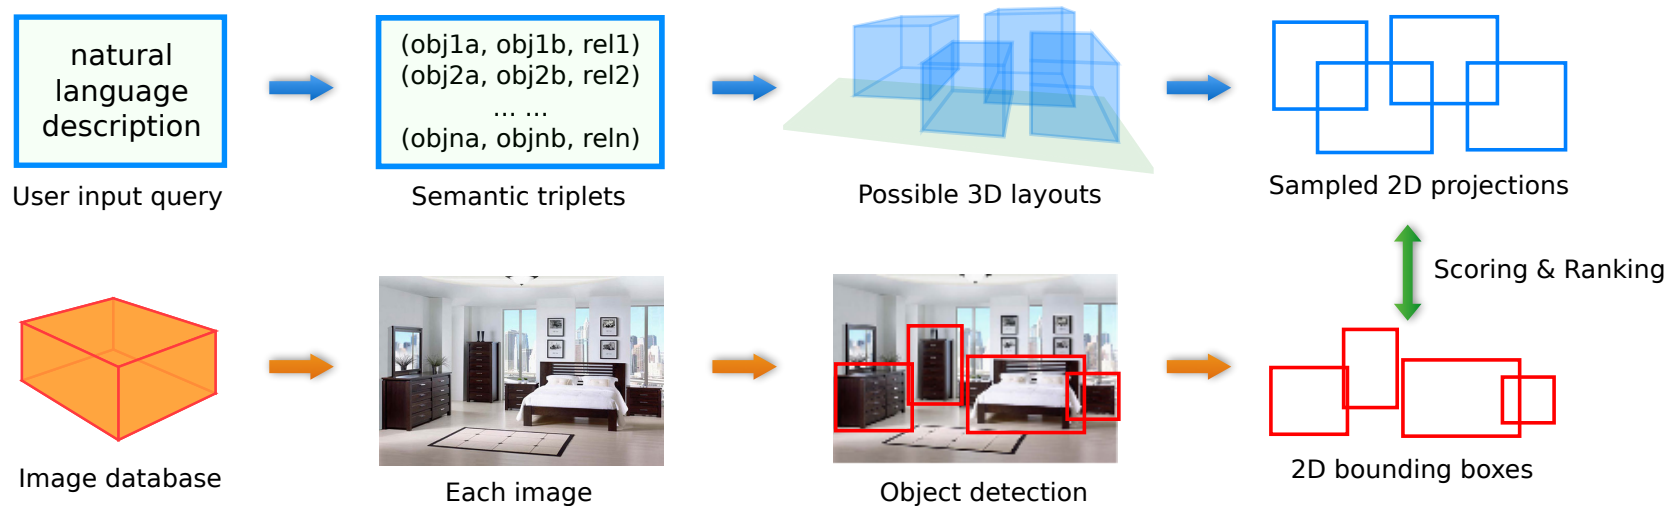 natural
language
description
User input query
(obj1a, obj1b, rel1)
(obj2a, obj2b, rel2)
... ...
(objna, objnb, reln)
Semantic triplets
Possible 3D layouts
Sampled 2D projections
Scoring & Ranking
Image database
Each image
Object detection
2D bounding boxes